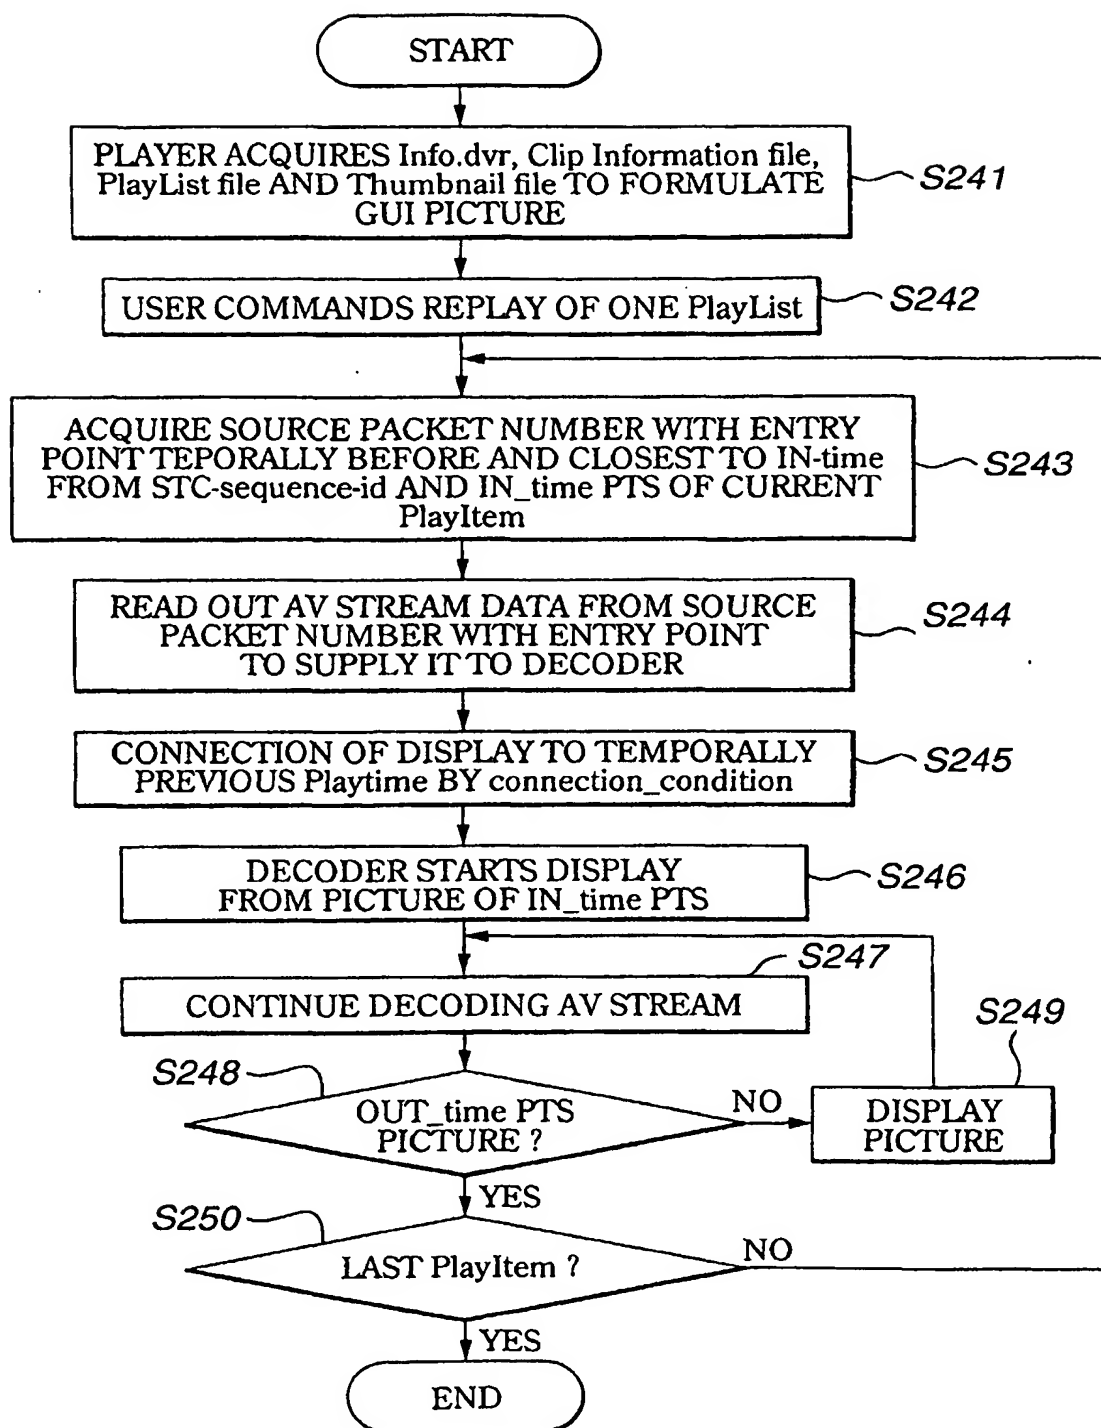 START
PLAYER ACQUIRES Info.dvr, Clip Information file,
PlayList file AND Thumbnail file TO FORMULATE
GUI PICTURE
S241
USER COMMANDS REPLAY OF ONE PlayList
S242
ACQUIRE SOURCE PACKET NUMBER WITH ENTRY
POINT TEPORALLY BEFORE AND CLOSEST TO IN-time
FROM STC-sequence-id AND IN_time PTS OF CURRENT
PlayItem
S243
READ OUT AV STREAM DATA FROM SOURCE
PACKET NUMBER WITH ENTRY POINT
TO SUPPLY IT TO DECODER
S244
CONNECTION OF DISPLAY TO TEMPORALLY
PREVIOUS Playtime BY connection_condition
S245
DECODER STARTS DISPLAY
FROM PICTURE OF IN_time PTS
S246
S247
CONTINUE DECODING AV STREAM
S248
OUT_time PTS
PICTURE ?
NO
S249
DISPLAY
PICTURE
YES
S250
LAST PlayItem ?
NO
YES
END